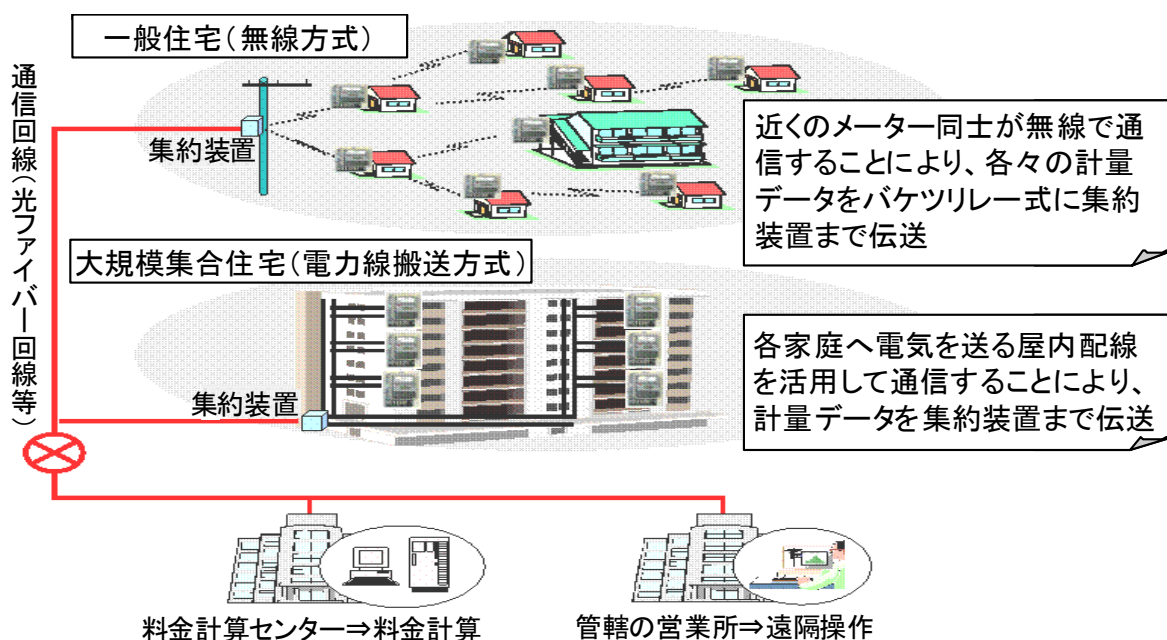 一般住宅（無線方式）
通信回線（光ファイバー回線等）
集約装置
近くのメーター同士が無線で通
信することにより、各々の計量
データをバケツリレー式に集約
装置まで伝送
大規模集合住宅（電力線搬送方式）
集約装置
各家庭へ電気を送る屋内配線
を活用して通信することにより、
計量データを集約装置まで伝送
料金計算センター⇒料金計算
管轄の営業所⇒遠隔操作